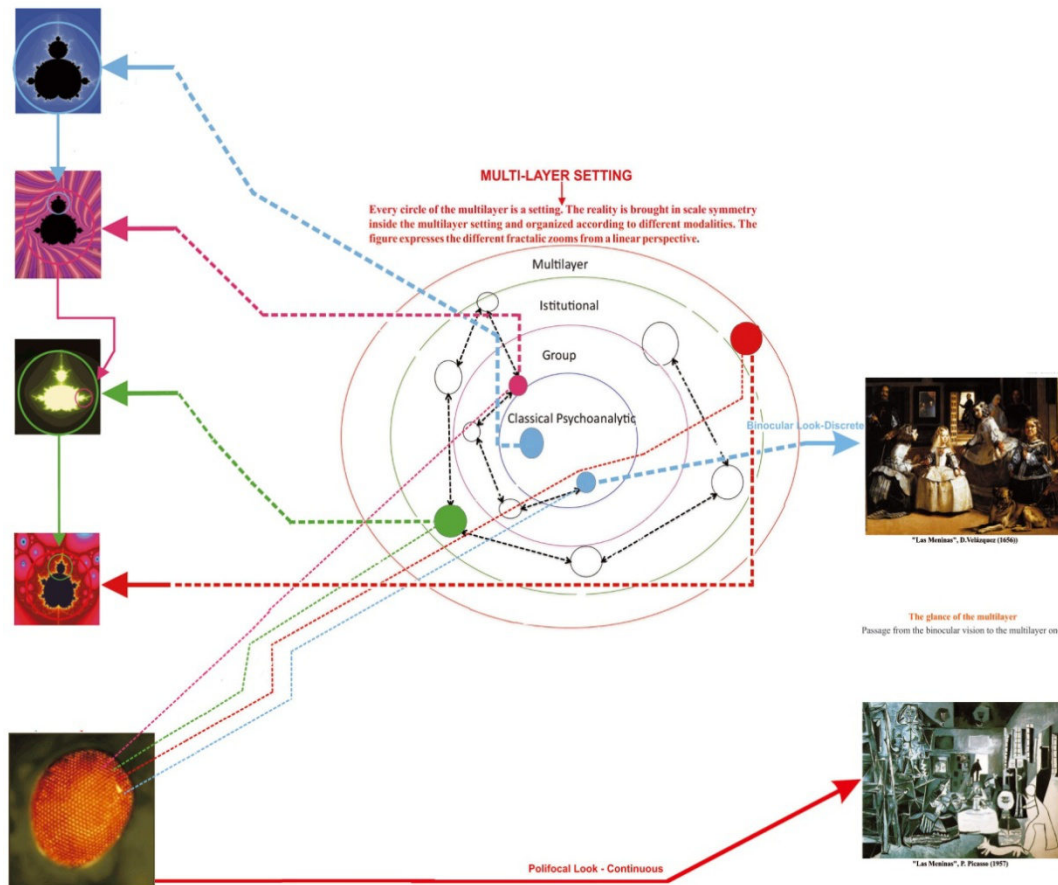 MULTI-LAYER SETTING
Every circle of the multilayer is a setting. The reality is brought in scale symmetry
inside the multilayer setting and organized according to different modalities. The
figure expresses the different fractalic zooms from a linear perspective.
Multilayer
Istitutional
Group
Classical Psychoanalytic
Binocular Look-Discrete
"Las Meninas", D.Velázquez (1656))
The glance of the multilayer
Passage from the binocular vision to the multilayer on
"Las Meninas", P. Picasso (1957)
Polifocal Look - Continuous